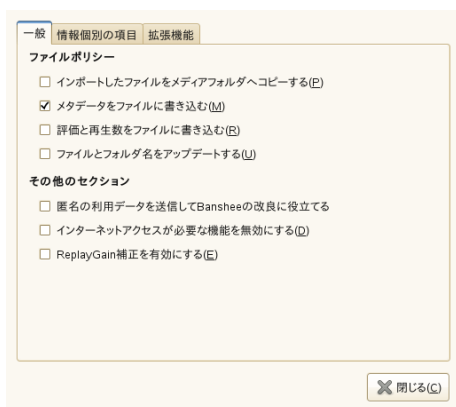 一般 情報個別の項目 拡張機能
ファイルポリシー
インポートしたファイルをメディアフォルダへコピーする(P)
メタデータをファイルに書き込む(M)
評価と再生数をファイルに書き込む(R)
ファイルとフォルダ名をアップデートする(U)
その他のセクション
匿名の利用データを送信してBansheeの改良に役立てる
インターネットアクセスが必要な機能を無効にする(D)
ReplayGain補正を有効にする(E)
閉じる(C)